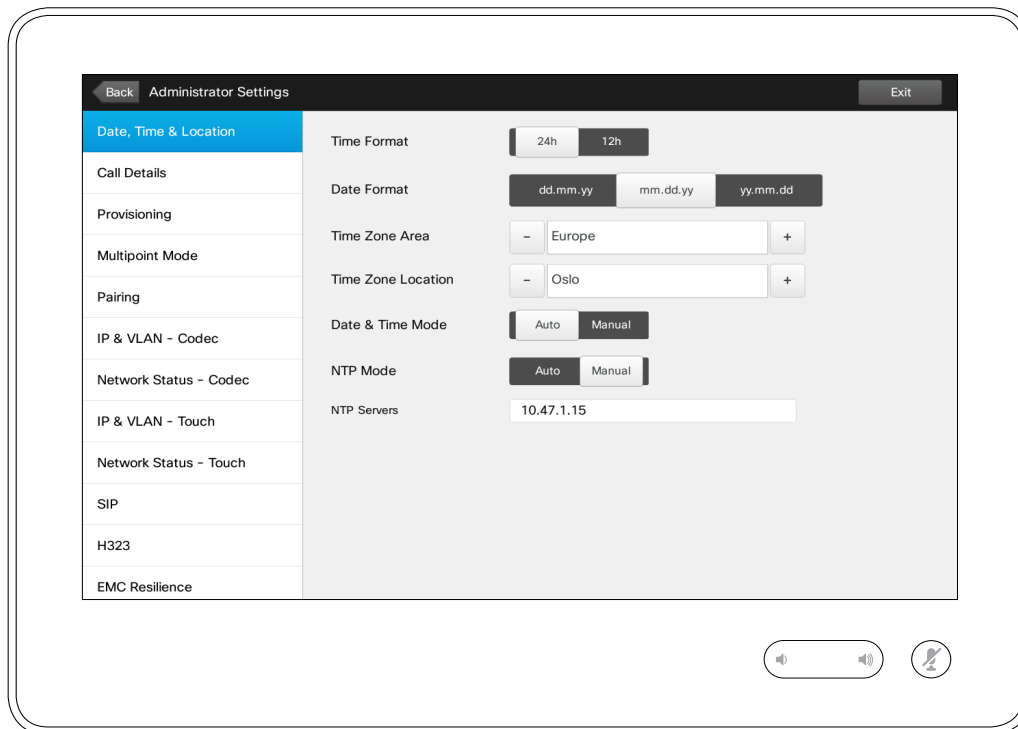 Back Administrator Settings Exit
Date, Time & Location
Call Details
Provisioning
Multipoint Mode
Pairing
IP & VLAN - Codec
Network Status - Codec
IP & VLAN - Touch
Network Status - Touch
SIP
H323
EMC Resilience
Time Format 24h 12h
Date Format dd.mm.yy mm.dd.yy yy.mm.dd
Time Zone Area - Europe +
Time Zone Location - Oslo +
Date & Time Mode Auto Manual
NTP Mode Auto Manual
NTP Servers 10.47.1.15